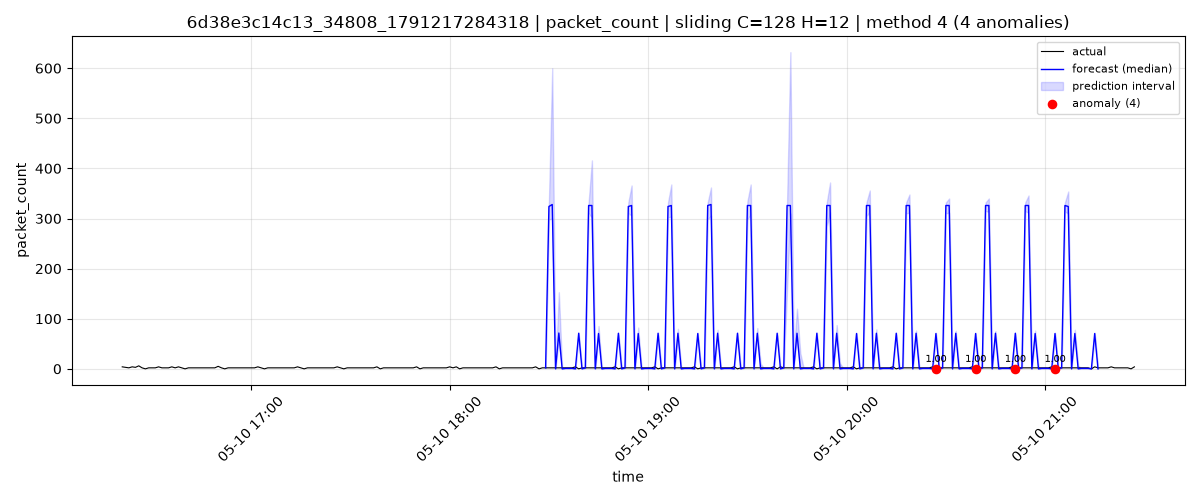 6d38e3c14c13_34808_1791217284318 | packet_count | sliding C=128 H=12 | method 4 (4 anomalies)
packet_count
600
500
400
300
200
100
0
actual
forecast (median)
prediction interval
anomaly (4)
1.00 1.00 1.00 1.00
05-10 17:00
05-10 18:00
05-10 19:00
05-10 20:00
05-10 21:00
time